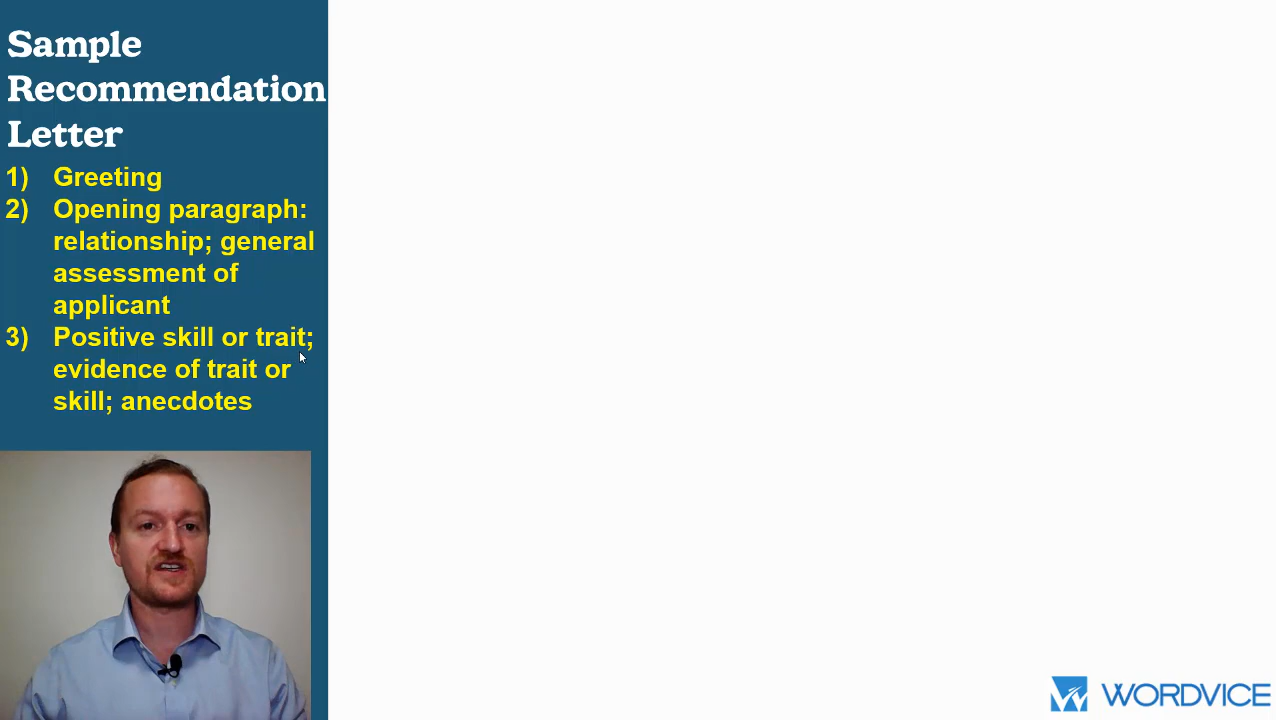 Sample
Recommendation
Letter
1) Greeting
2) Opening paragraph:
relationship; general
assessment of
applicant
3) Positive skill or trait;
evidence of trait or
skill; anecdotes
WORDVICE